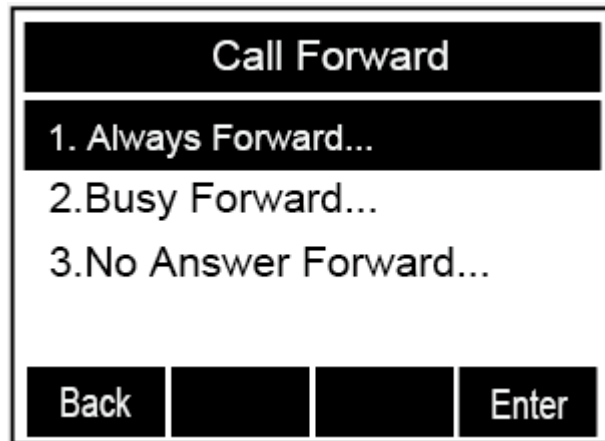 Call Forward
1. Always Forward...
2.Busy Forward...
3.No Answer Forward...
Back Enter